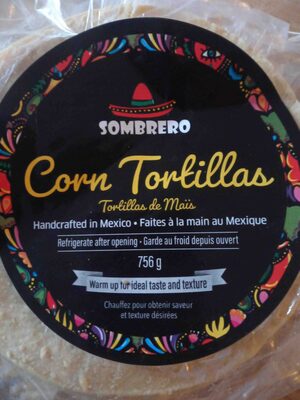 SOMBRERO
Corn Tortillas
Tortillas de Maïs
Handcrafted in Mexico • Faites à la main au Mexique
Refrigerate after opening - Garde au froid depuis ouvert
756 g
Warm up for ideal taste and texture
Chauffez pour obtenir saveur
et texture désirées